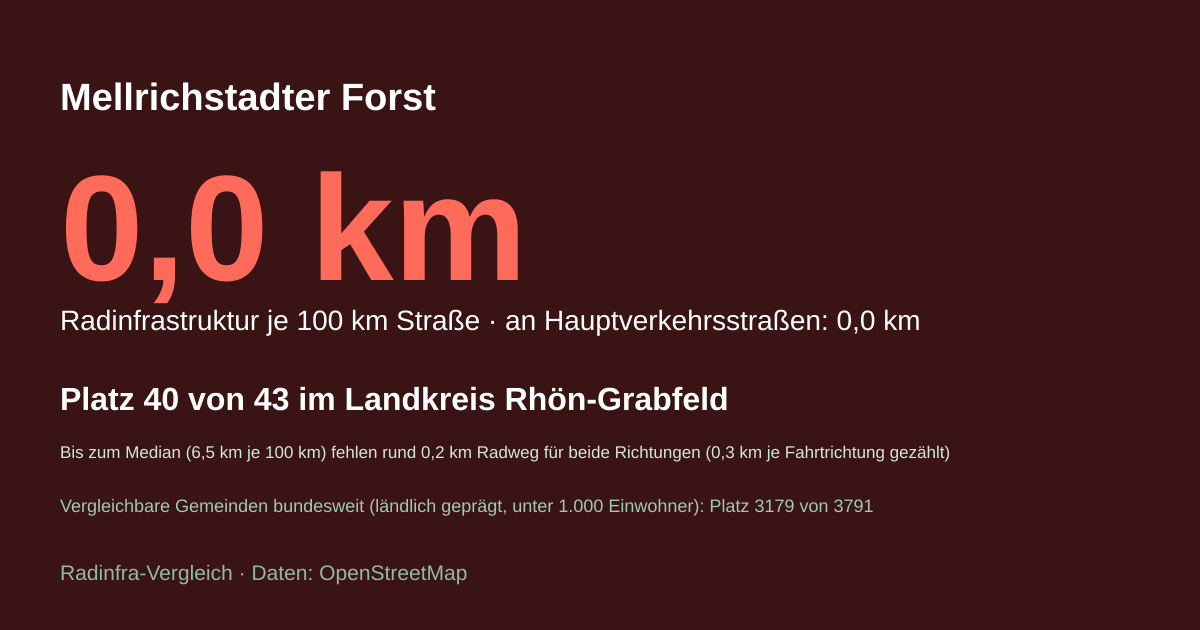 Mellrichstadter Forst
0,0 km
Radinfrastruktur je 100 km Straße · an Hauptverkehrsstraßen: 0,0 km
Platz 40 von 43 im Landkreis Rhön-Grabfeld
Bis zum Median (6,5 km je 100 km) fehlen rund 0,2 km Radweg für beide Richtungen (0,3 km je Fahrtrichtung gezählt)
Vergleichbare Gemeinden bundesweit (ländlich geprägt, unter 1.000 Einwohner): Platz 3179 von 3791
Radinfra-Vergleich · Daten: OpenStreetMap